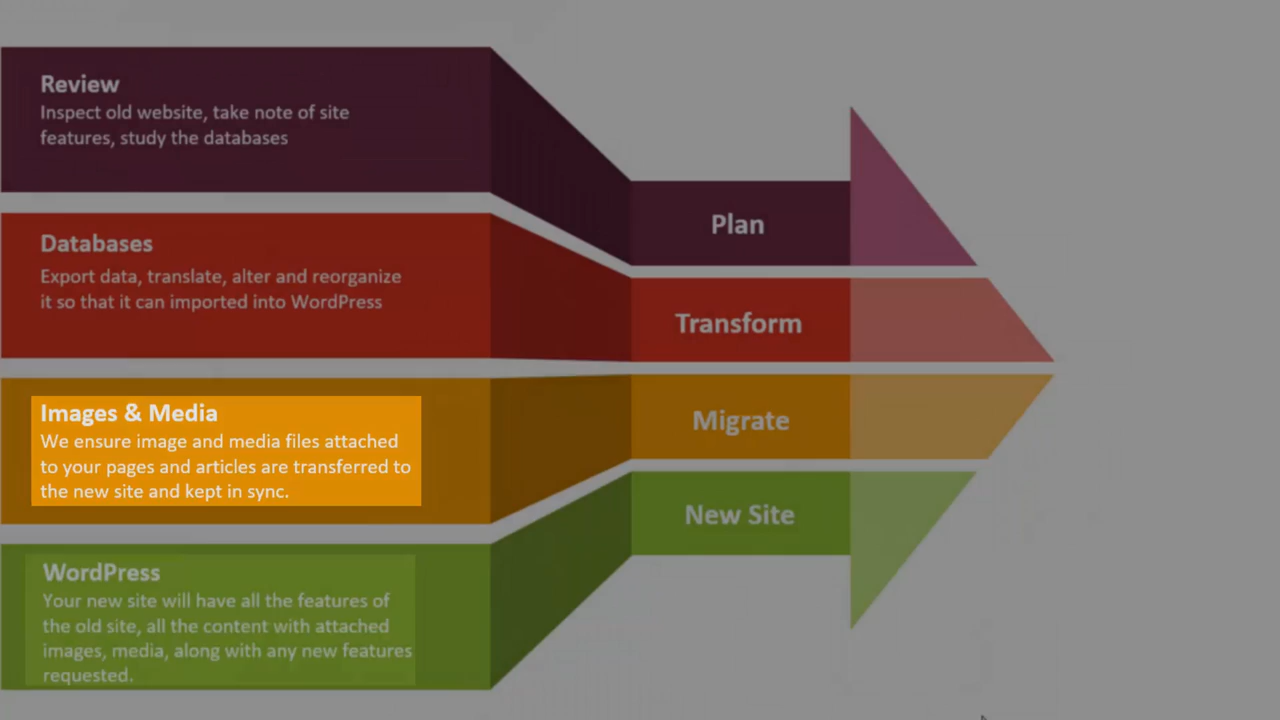 Review
Inspect old website, take note of site
features, study the databases
Plan
Databases
Export data, translate, alter and reorganize
it so that it can imported into WordPress
Transform
Images & Media
We ensure image and media files attached
to your pages and articles are transferred to
the new site and kept in sync.
Migrate
WordPress
Your new site will have all the features of
the old site, all the content with attached
images, media, along with any new features
requested.
New Site